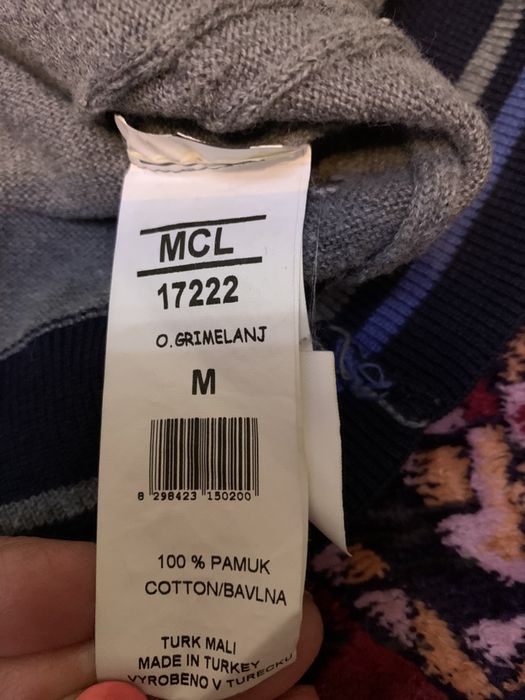 MCL
17222
O.GRIMELANJ
M
8 298423 150200
100 % PAMUK
COTTON/BAVLNA
TURK MALI
MADE IN TURKEY
VYROBENO V TURECKU